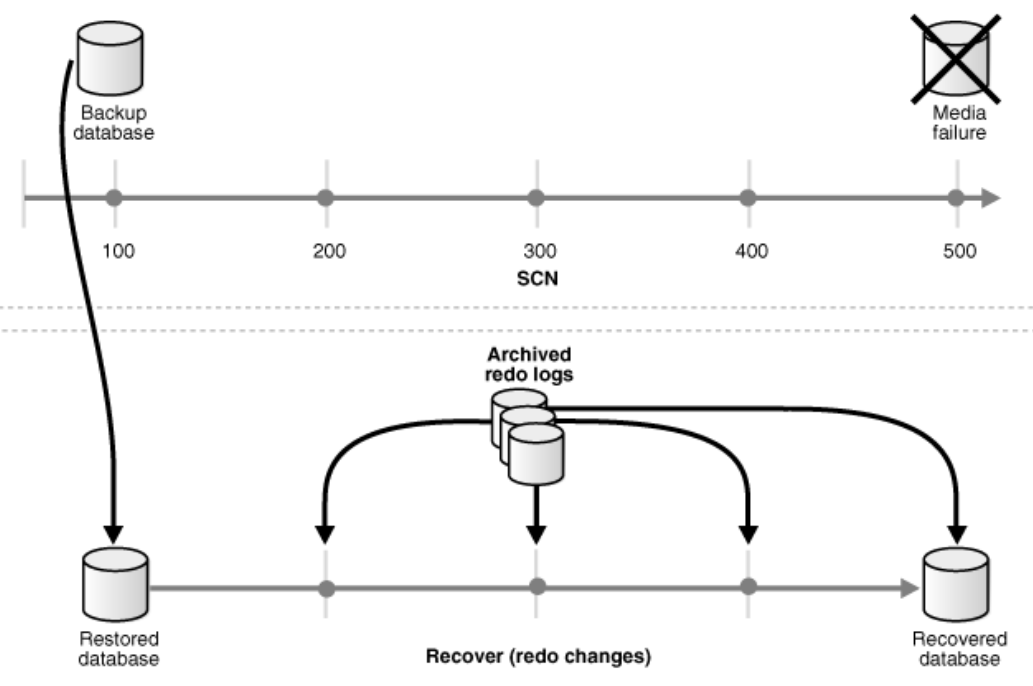 Backup
database
Media
failure
100
200
300
400
500
SCN
Archived
redo logs
Restored
database
Recover (redo changes)
Recovered
database